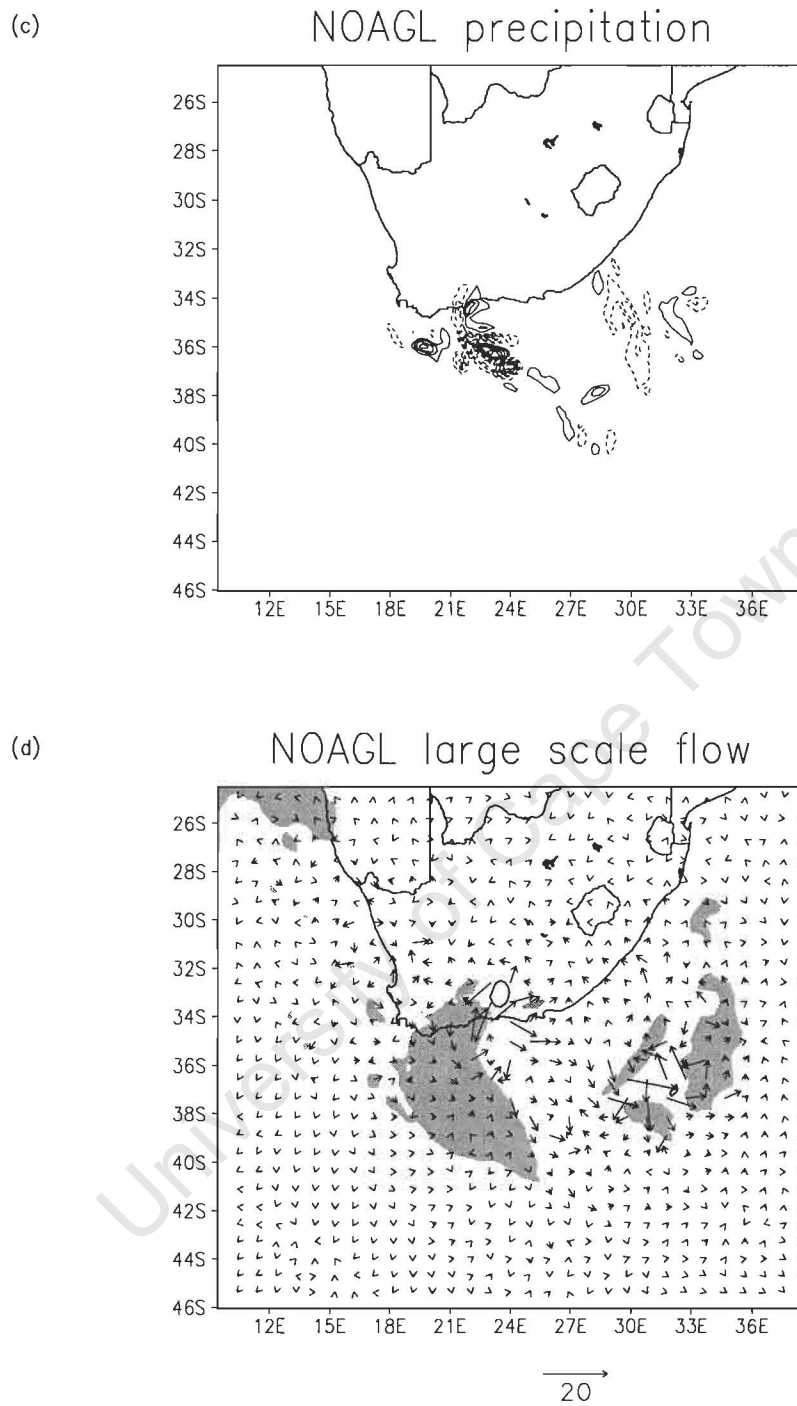 (c)
NOAGL precipitation
26S
28S
30S
32S
34S
36S
38S
40S
42S
44S
46S
12E 15E 18E 21E 24E 27E 30E 33E 36E
(d)
NOAGL large scale flow
26S
28S
30S
32S
34S
36S
38S
40S
42S
44S
46S
12E 15E 18E 21E 24E 27E 30E 33E 36E
20
University of Cape Town